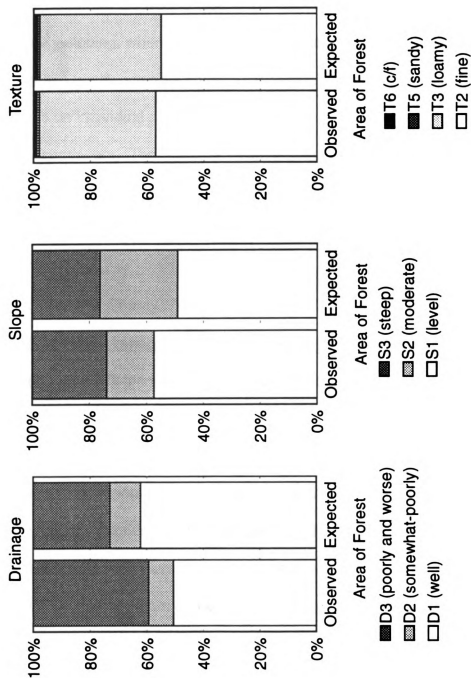 Drainage
100%
80%
60%
40%
20%
0%
Observed Expected
Area of Forest
D3 (poorly and worse)
D2 (somewhat-poorly)
D1 (well)
Slope
100%
80%
60%
40%
20%
0%
Observed Expected
Area of Forest
S3 (steep)
S2 (moderate)
S1 (level)
Texture
100%
80%
60%
40%
20%
0%
Observed Expected
Area of Forest
T6 (c/f)
T5 (sandy)
T3 (loamy)
T2 (fine)